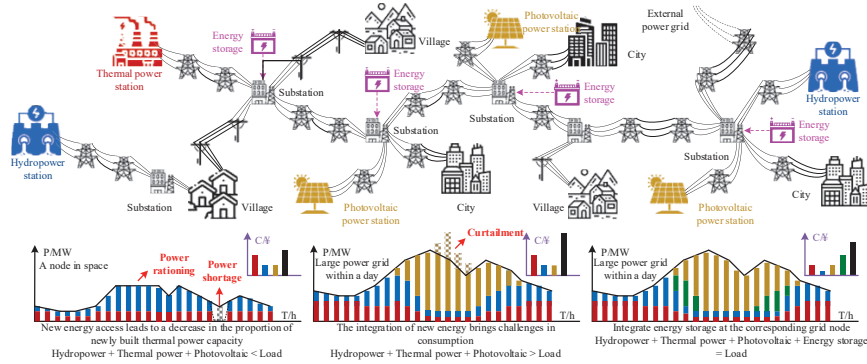 Thermal power
station
Energy
storage
Village
Photovoltaic
power station
City
External
power grid
Substation
Energy
storage
Substation
Substation
Energy
storage
Hydropower
station
Energy
storage
Substation
Hydropower
station
Substation
Village
Photovoltaic
power station
City
Village
Substation
Photovoltaic
power station
City
P/MW
A node in space
Power
rationing
Power
shortage
C/¥
T/h
New energy access leads to a decrease in the proportion of
newly built thermal power capacity
Hydropower + Thermal power + Photovoltaic < Load
P/MW
Large power grid
within a day
Curtailment
C/¥
T/h
The integration of new energy brings challenges in
consumption
Hydropower + Thermal power + Photovoltaic > Load
P/MW
Large power grid
within a day
C/¥
T/h
Integrate energy storage at the corresponding grid node
Hydropower + Thermal power + Photovoltaic + Energy storage
= Load